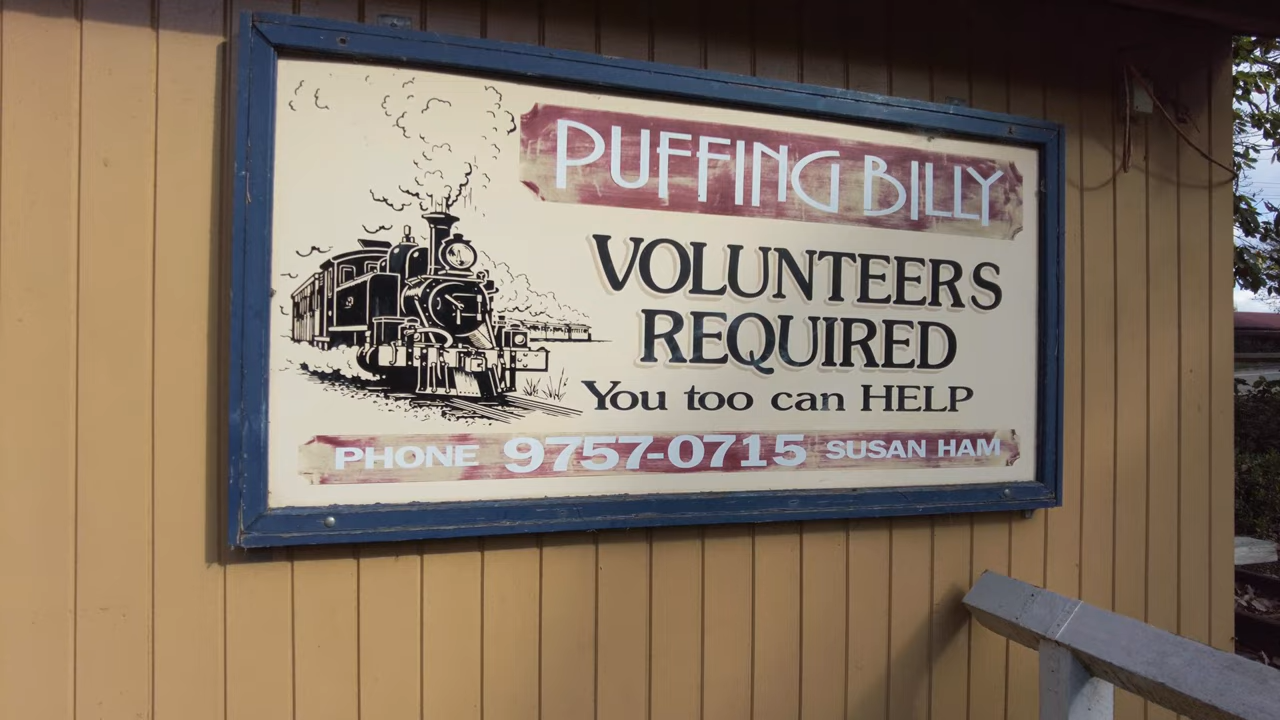 PUFFING BILLY
VOLUNTEERS
REQUIRED
You too can HELP
PHONE 9757-0715 SUSAN HAM